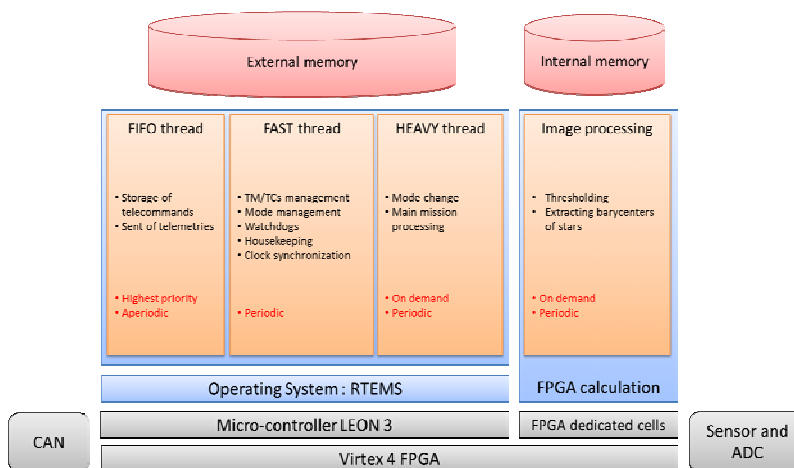 External memory
Internal memory
FIFO thread
• Storage of
telecommands
• Sent of telemetries
• Highest priority
• Aperiodic
FAST thread
• TM/TCs management
• Mode management
• Watchdogs
• Housekeeping
• Clock synchronization
• Periodic
HEAVY thread
• Mode change
• Main mission
processing
• On demand
• Periodic
Image processing
• Thresholding
• Extracting barycenters
of stars
• On demand
• Periodic
Operating System : RTEMS
FPGA calculation
Micro-controller LEON 3
FPGA dedicated cells
CAN
Virtex 4 FPGA
Sensor and
ADC